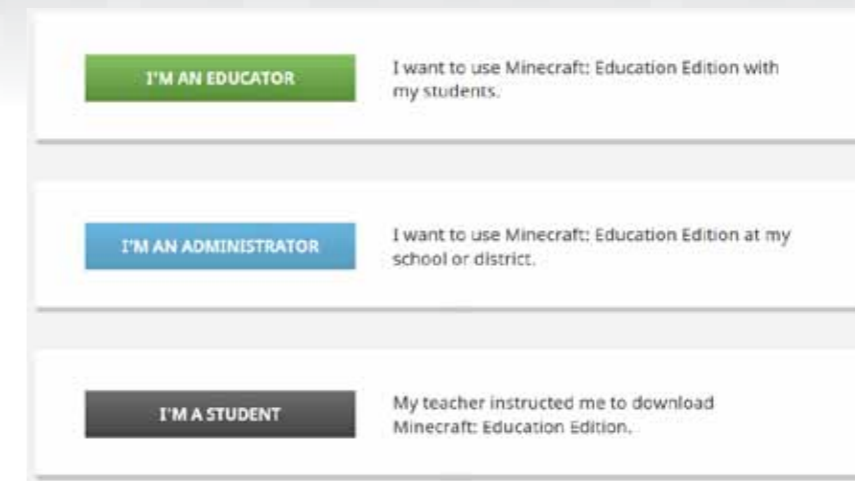 I'M AN EDUCATOR
I want to use Minecraft: Education Edition with
my students.
I'M AN ADMINISTRATOR
I want to use Minecraft: Education Edition at my
school or district.
I'M A STUDENT
My teacher instructed me to download
Minecraft: Education Edition.